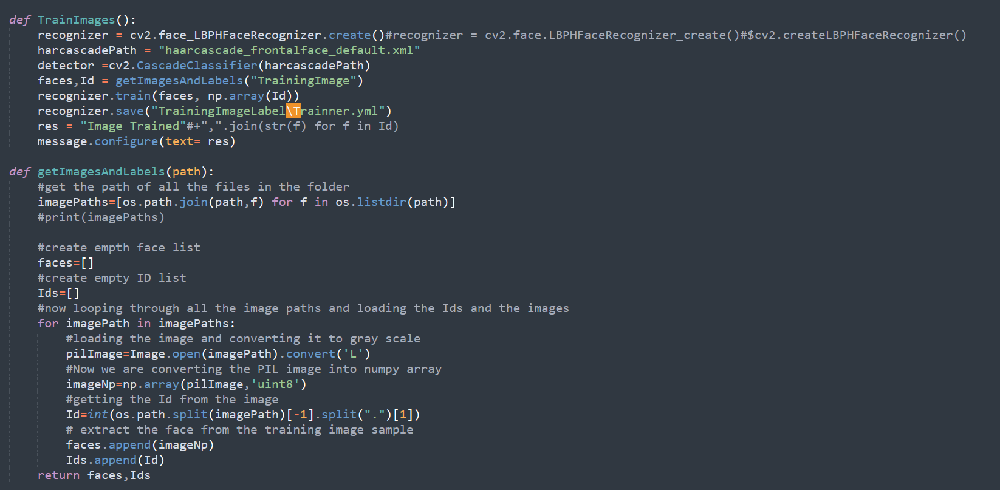 def TrainImages():
    recognizer = cv2.face_LBPHFaceRecognizer.create()#recognizer = cv2.face.LBPHFaceRecognizer_create()#$cv2.createLBPHFaceRecognizer()
    harcascadePath = "haarcascade_frontalface_default.xml"
    detector =cv2.CascadeClassifier(harcascadePath)
    faces,Id = getImagesAndLabels("TrainingImage")
    recognizer.train(faces, np.array(Id))
    recognizer.save("TrainingImageLabel\Trainner.yml")
    res = "Image Trained"#+",".join(str(f) for f in Id)
    message.configure(text= res)

def getImagesAndLabels(path):
    #get the path of all the files in the folder
    imagePaths=[os.path.join(path,f) for f in os.listdir(path)]
    #print(imagePaths)

    #create empth face list
    faces=[]
    #create empty ID list
    Ids=[]
    #now looping through all the image paths and loading the Ids and the images
    for imagePath in imagePaths:
        #loading the image and converting it to gray scale
        pilImage=Image.open(imagePath).convert('L')
        #Now we are converting the PIL image into numpy array
        imageNp=np.array(pilImage,'uint8')
        #getting the Id from the image
        Id=int(os.path.split(imagePath)[-1].split(".")[1])
        # extract the face from the training image sample
        faces.append(imageNp)
        Ids.append(Id)
    return faces,Ids